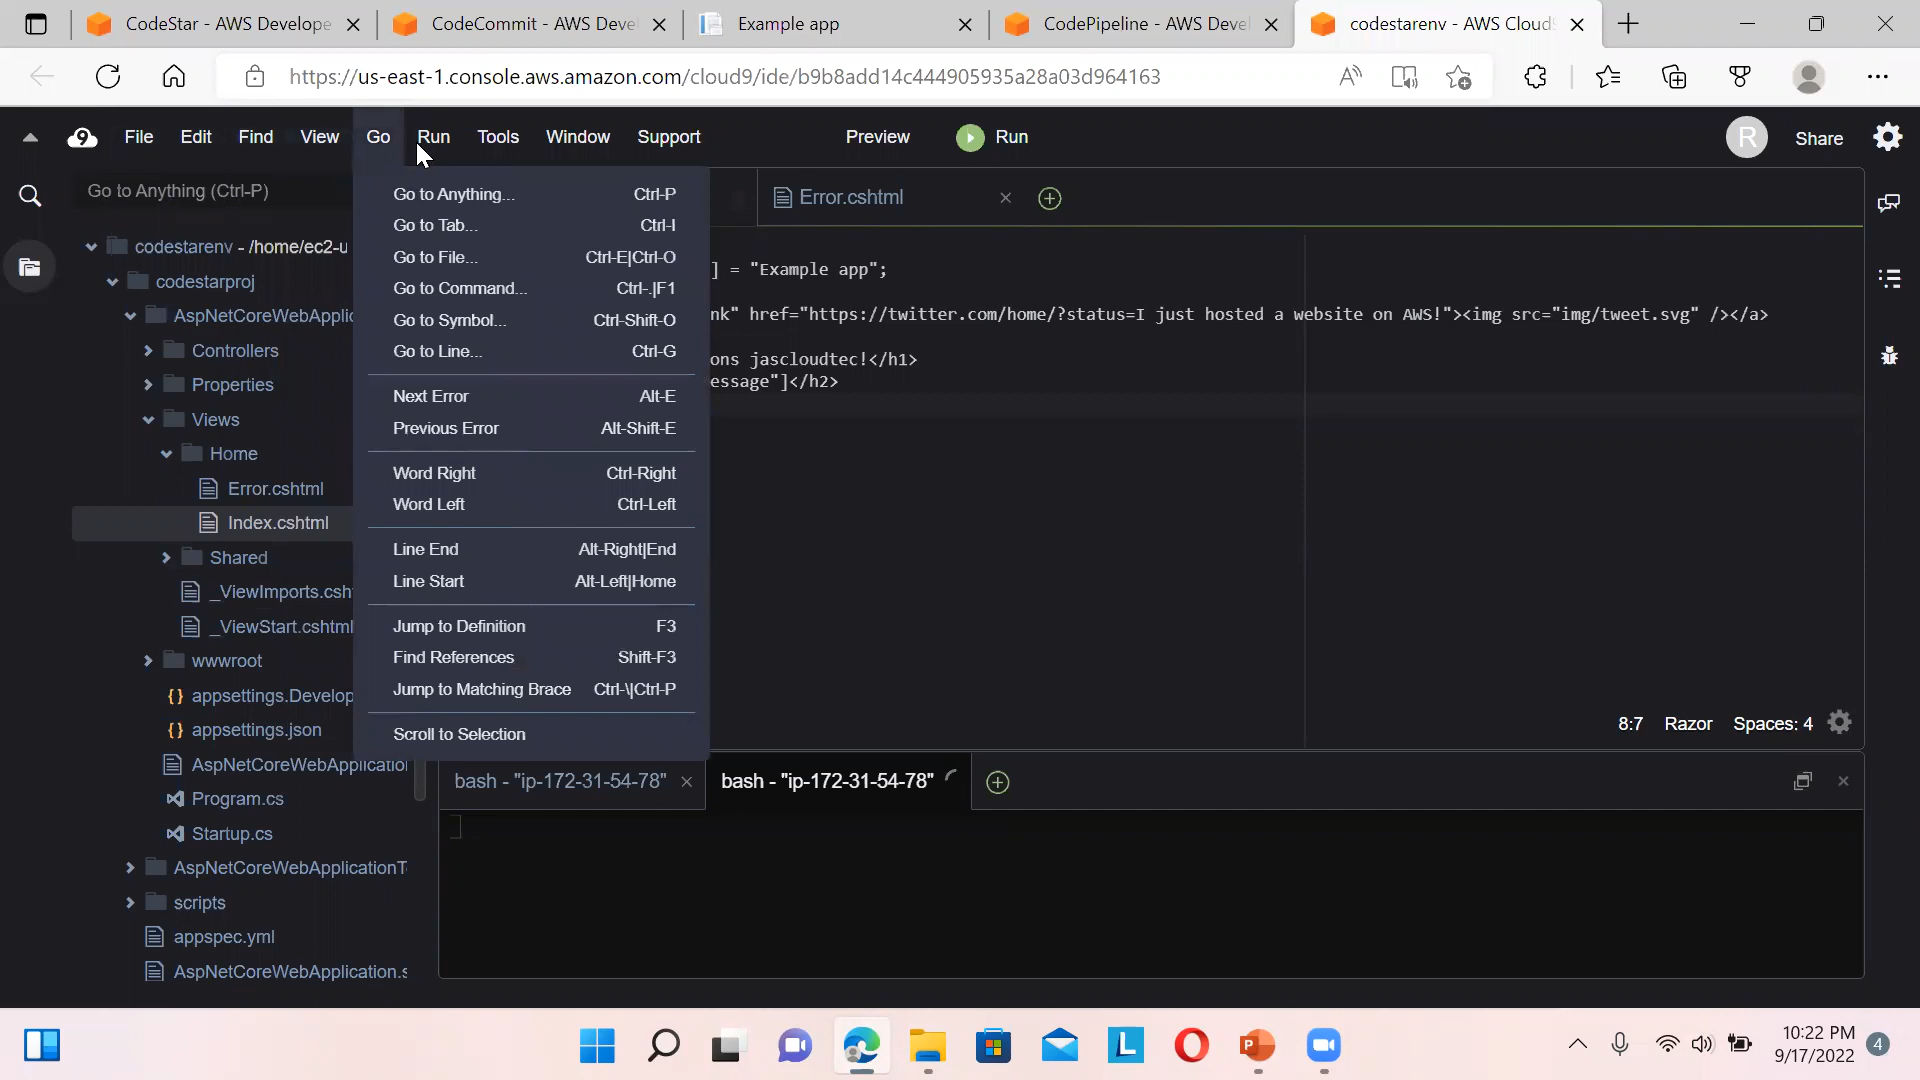 CodeStar - AWS Develope
CodeCommit - AWS Deve
Example app
CodePipeline - AWS Devel
codestarenv - AWS Cloud9
https://us-east-1.console.aws.amazon.com/cloud9/ide/b9b8add14c444905935a28a03d964163
9 File Edit Find View Go Run Tools Window Support Preview Run R Share
Go to Anything (Ctrl-P)
codestarenv - /home/ec2-u
codestarproj
AspNetCoreWebApplic
Controllers
Properties
Views
Home
Error.cshtml
Index.cshtml
Shared
_ViewImports.csht
_ViewStart.cshtml
wwwroot
{} appsettings.Develop
{} appsettings.json
AspNetCoreWebApplicatio
Program.cs
Startup.cs
AspNetCoreWebApplicationT
scripts
appspec.yml
AspNetCoreWebApplication.s
Go to Anything... Ctrl-P
Go to Tab... Ctrl-I
Go to File... Ctrl-E|Ctrl-O
Go to Command... Ctrl-.|F1
Go to Symbol... Ctrl-Shift-O
Go to Line... Ctrl-G
Next Error Alt-E
Previous Error Alt-Shift-E
Word Right Ctrl-Right
Word Left Ctrl-Left
Line End Alt-Right|End
Line Start Alt-Left|Home
Jump to Definition F3
Find References Shift-F3
Jump to Matching Brace Ctrl-\|Ctrl-P
Scroll to Selection
Error.cshtml
] = "Example app";
nk" href="https://twitter.com/home/?status=I just hosted a website on AWS!"><img src="img/tweet.svg" /></a>
ons jascloudtec!</h1>
essage"]</h2>
8:7 Razor Spaces: 4
bash - "ip-172-31-54-78"
bash - "ip-172-31-54-78"
L
P
10:22 PM
9/17/2022
4